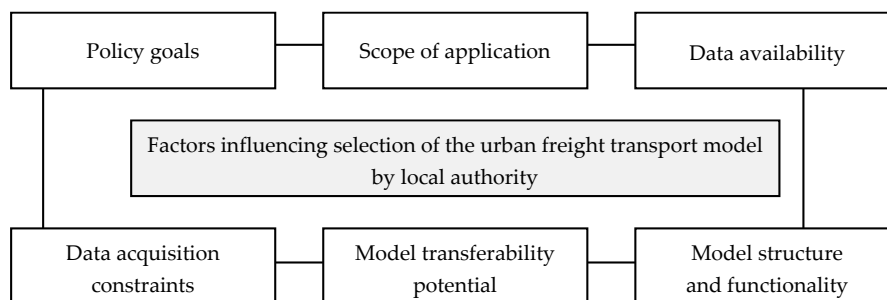 Policy goals
Scope of application
Data availability
Factors influencing selection of the urban freight transport model
by local authority
Data acquisition
constraints
Model transferability
potential
Model structure
and functionality